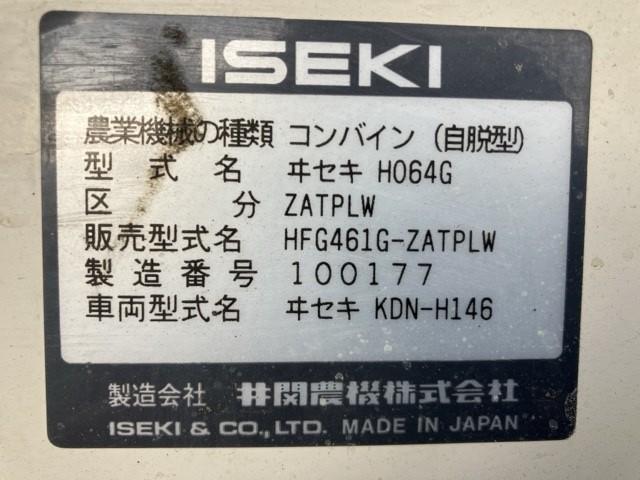 ISEKI
農業機械の種類 コンバイン (自脱型)
型式名 ヰセキ HO64G
区分 ZATPLW
販売型式名 HFG461G-ZATPLW
製造番号 100177
車両型式名 ヰセキ KDN-H146
製造会社 井関農機株式会社
ISEKI & CO.,LTD. MADE IN JAPAN